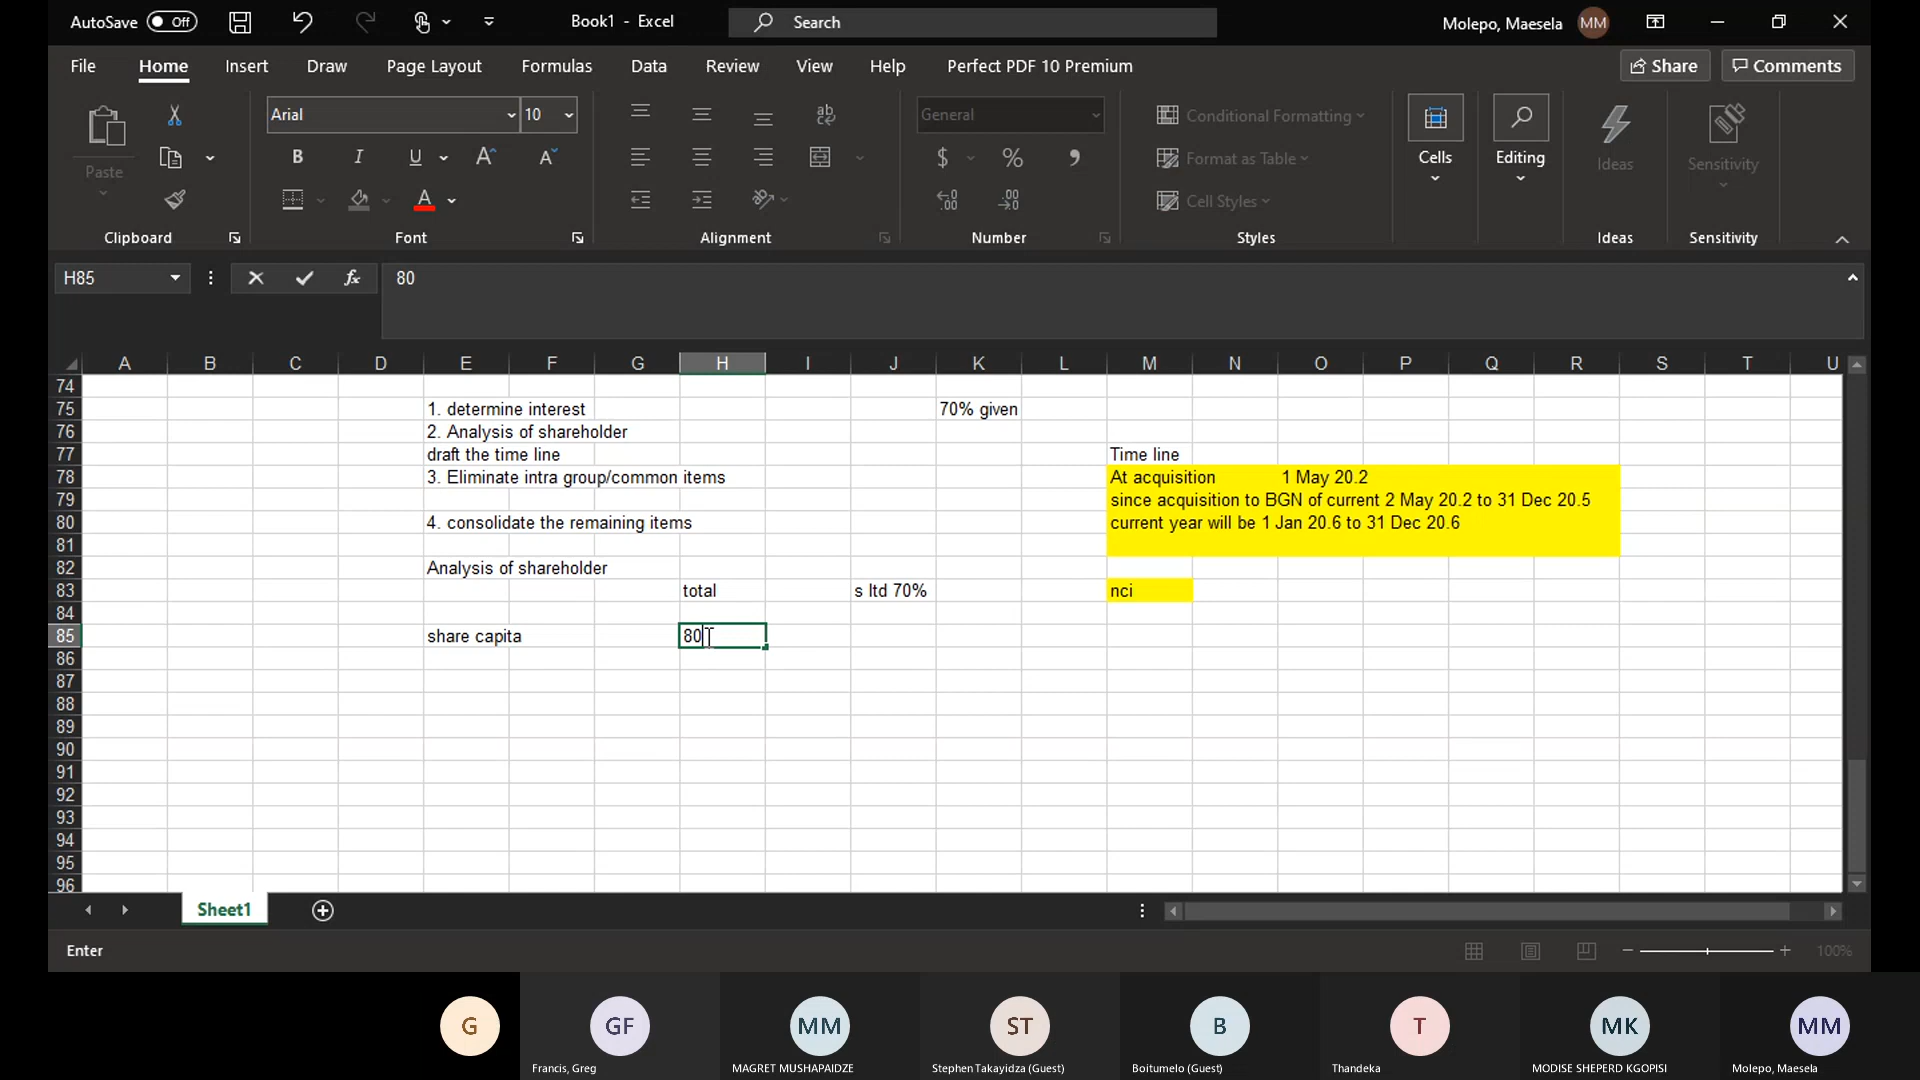 AutoSave Off Book1 - Excel Search Molepo, Maesela MM
File Home Insert Draw Page Layout Formulas Data Review View Help Perfect PDF 10 Premium Share Comments
Arial 10 ab General Conditional Formatting
Paste B I U A A $ % , Format as Table Cells Editing Ideas Sensitivity
A Cell Styles
Clipboard Font Alignment Number Styles Ideas Sensitivity
H85 fx 80
A B C D E F G H I J K L M N O P Q R S T U
74
75 1. determine interest 70% given
76 2. Analysis of shareholder
77 draft the time line Time line
78 3. Eliminate intra group/common items At acquisition 1 May 20.2
79 since acquisition to BGN of current 2 May 20.2 to 31 Dec 20.5
80 4. consolidate the remaining items current year will be 1 Jan 20.6 to 31 Dec 20.6
81
82 Analysis of shareholder
83 total s ltd 70% nci
84
85 share capita 80
86
87
88
89
90
91
92
93
94
95
96
Sheet1
Enter 100%
G GF MM ST B T MK MM
Francis, Greg MAGRET MUSHAPAIDZE Stephen Takayidza (Guest) Boitumelo (Guest) Thandeka MODISE SHEPERD KGOPISI Molepo, Maesela